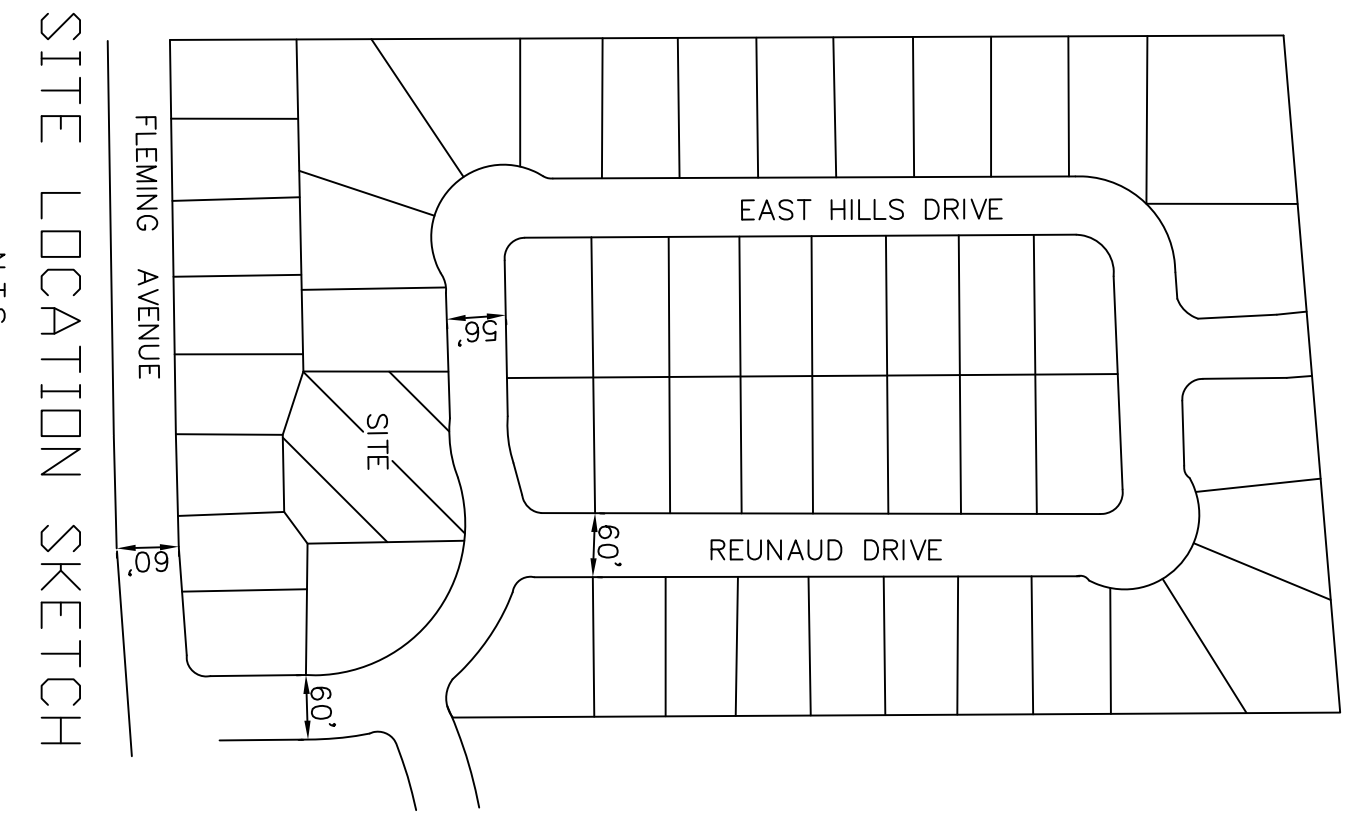 SITE LOCATION SKETCH
FLEMING AVENUE
EAST HILLS DRIVE
56'
SITE
REUNAUD DRIVE
60'
60'
60'